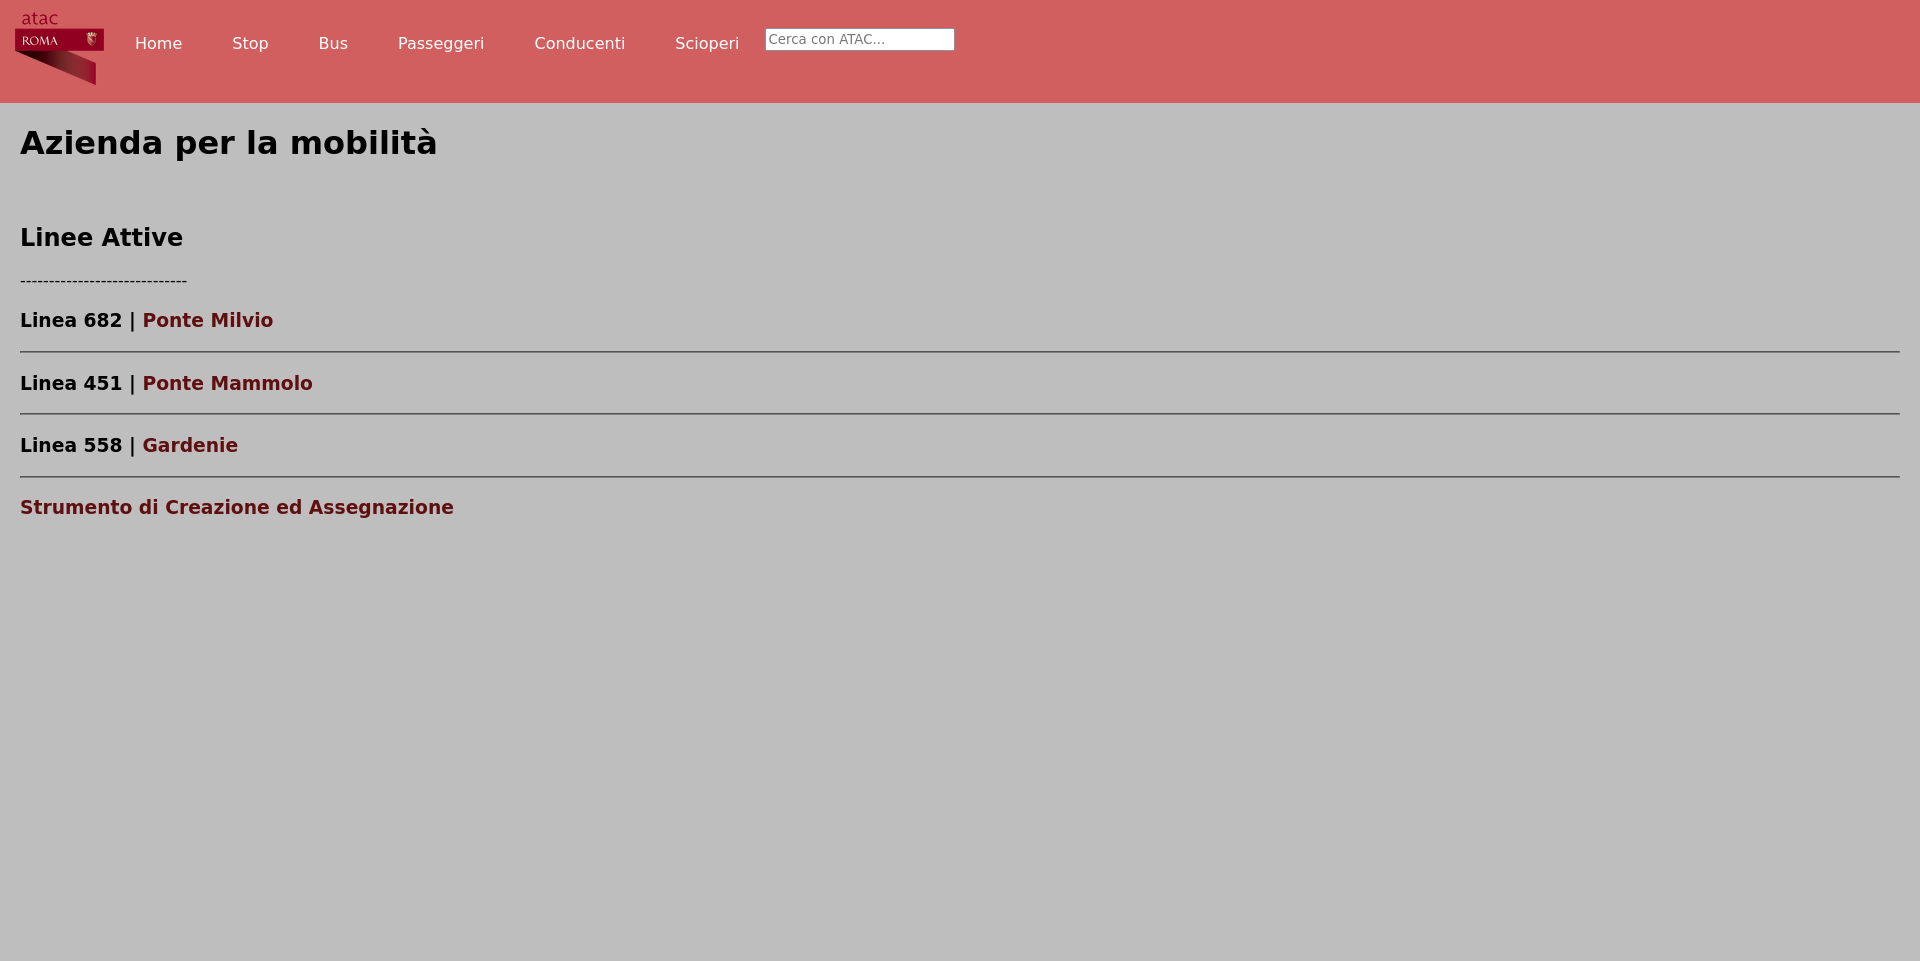 atac
ROMA
Home Stop Bus Passeggeri Conducenti Scioperi Cerca con ATAC...
Azienda per la mobilità
Linee Attive
-----------------------------
Linea 682 | Ponte Milvio
Linea 451 | Ponte Mammolo
Linea 558 | Gardenie
Strumento di Creazione ed Assegnazione